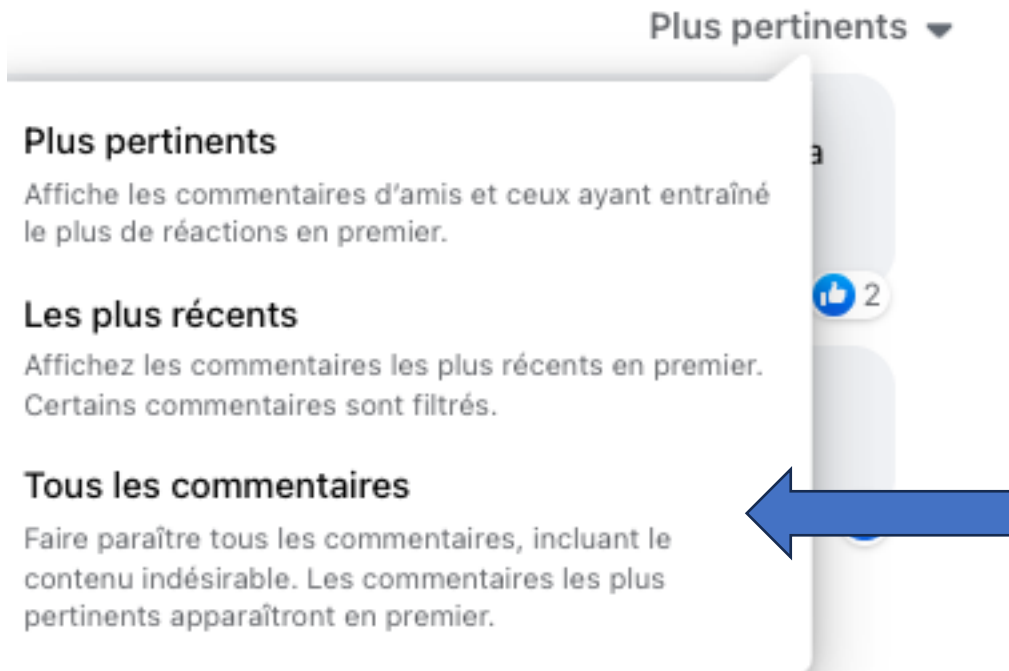 Plus pertinents
Plus pertinents
Affiche les commentaires d'amis et ceux ayant entraîné
le plus de réactions en premier.
a
2
Les plus récents
Affichez les commentaires les plus récents en premier.
Certains commentaires sont filtrés.
Tous les commentaires
Faire paraître tous les commentaires, incluant le
contenu indésirable. Les commentaires les plus
pertinents apparaîtront en premier.